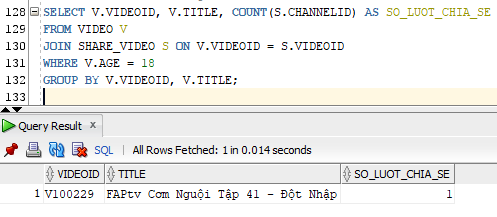 128 SELECT V.VIDEOID, V.TITLE, COUNT(S.CHANNELID) AS SO_LUOT_CHIA_SE
129 FROM VIDEO V
130 JOIN SHARE_VIDEO S ON V.VIDEOID = S.VIDEOID
131 WHERE V.AGE = 18
132 GROUP BY V.VIDEOID, V.TITLE;
133
Query Result x
SQL | All Rows Fetched: 1 in 0.014 seconds
VIDEOID TITLE SO_LUOT_CHIA_SE
1 V100229 FAPtv Cơm Nguội Tập 41 - Đột Nhập 1